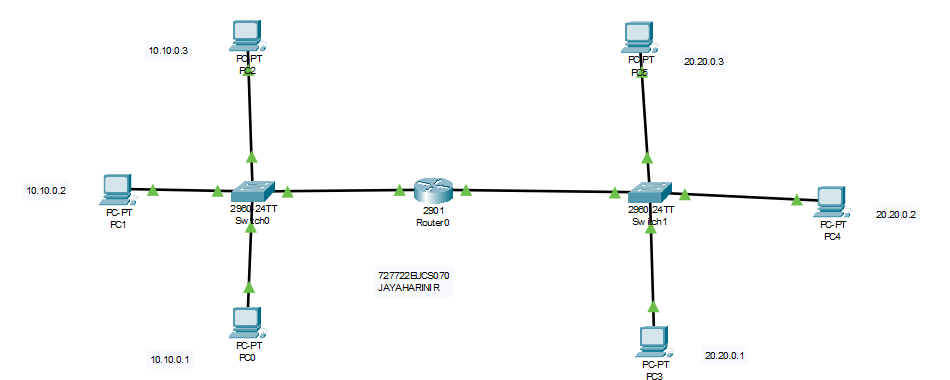 10.10.0.3
PC-PT
PC2
PC-PT
PC5
20.20.0.3
10.10.0.2
PC-PT
PC1
2960-24TT
Switch0
2901
Router0
2960-24TT
Switch1
PC-PT
PC4
20.20.0.2
727722EUCS070
JAYAHARINI R
10.10.0.1
PC-PT
PC0
PC-PT
PC3
20.20.0.1